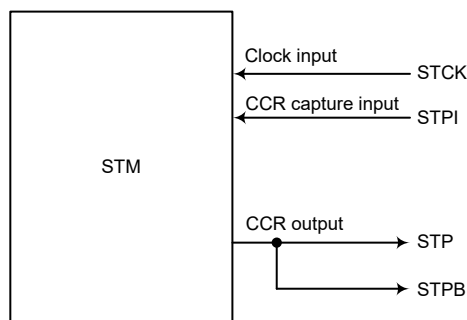 Clock input
STCK
CCR capture input
STPI
STM
CCR output
STP
STPB